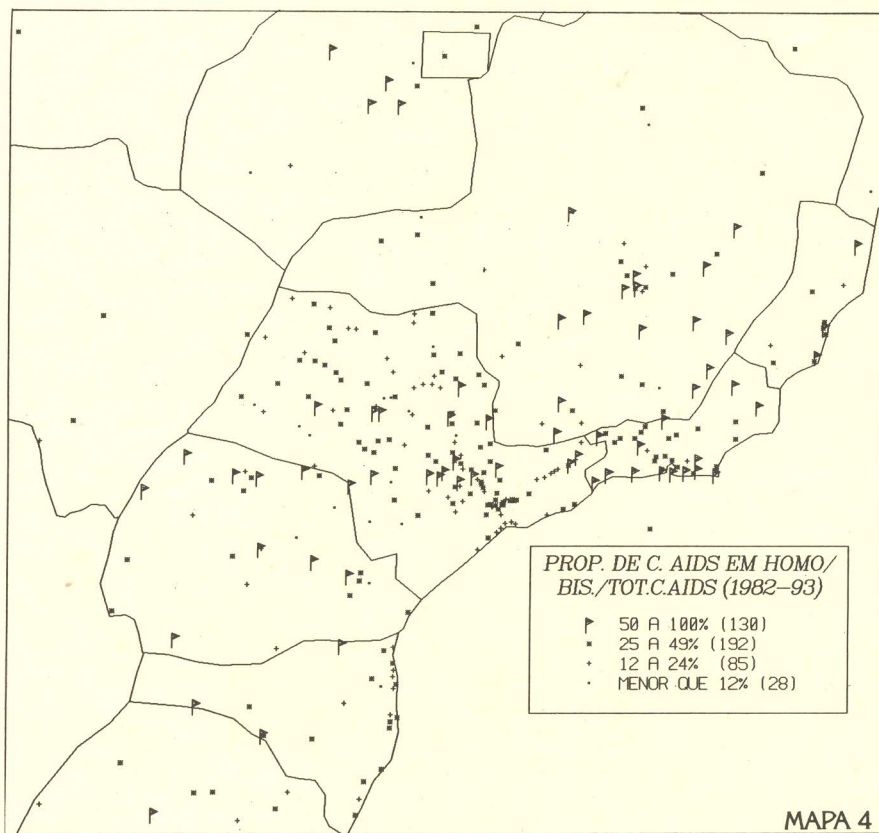 PROP. DE C. AIDS EM HOMO/
BIS./TOT.C.AIDS (1982-93)
50 A 100% (130)
25 A 49% (192)
12 A 24% (85)
MENOR QUE 12% (28)
MAPA 4